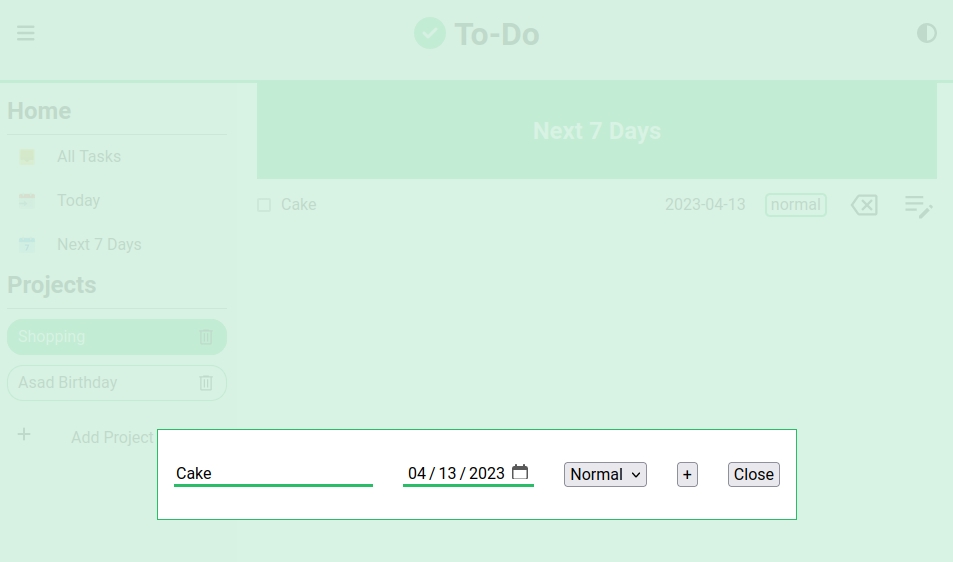 To-Do
Home
All Tasks
Today
Next 7 Days
Projects
Shopping
Asad Birthday
+ Add Project
Next 7 Days
Cake 2023-04-13 normal
Cake 04/13/2023 Normal + Close